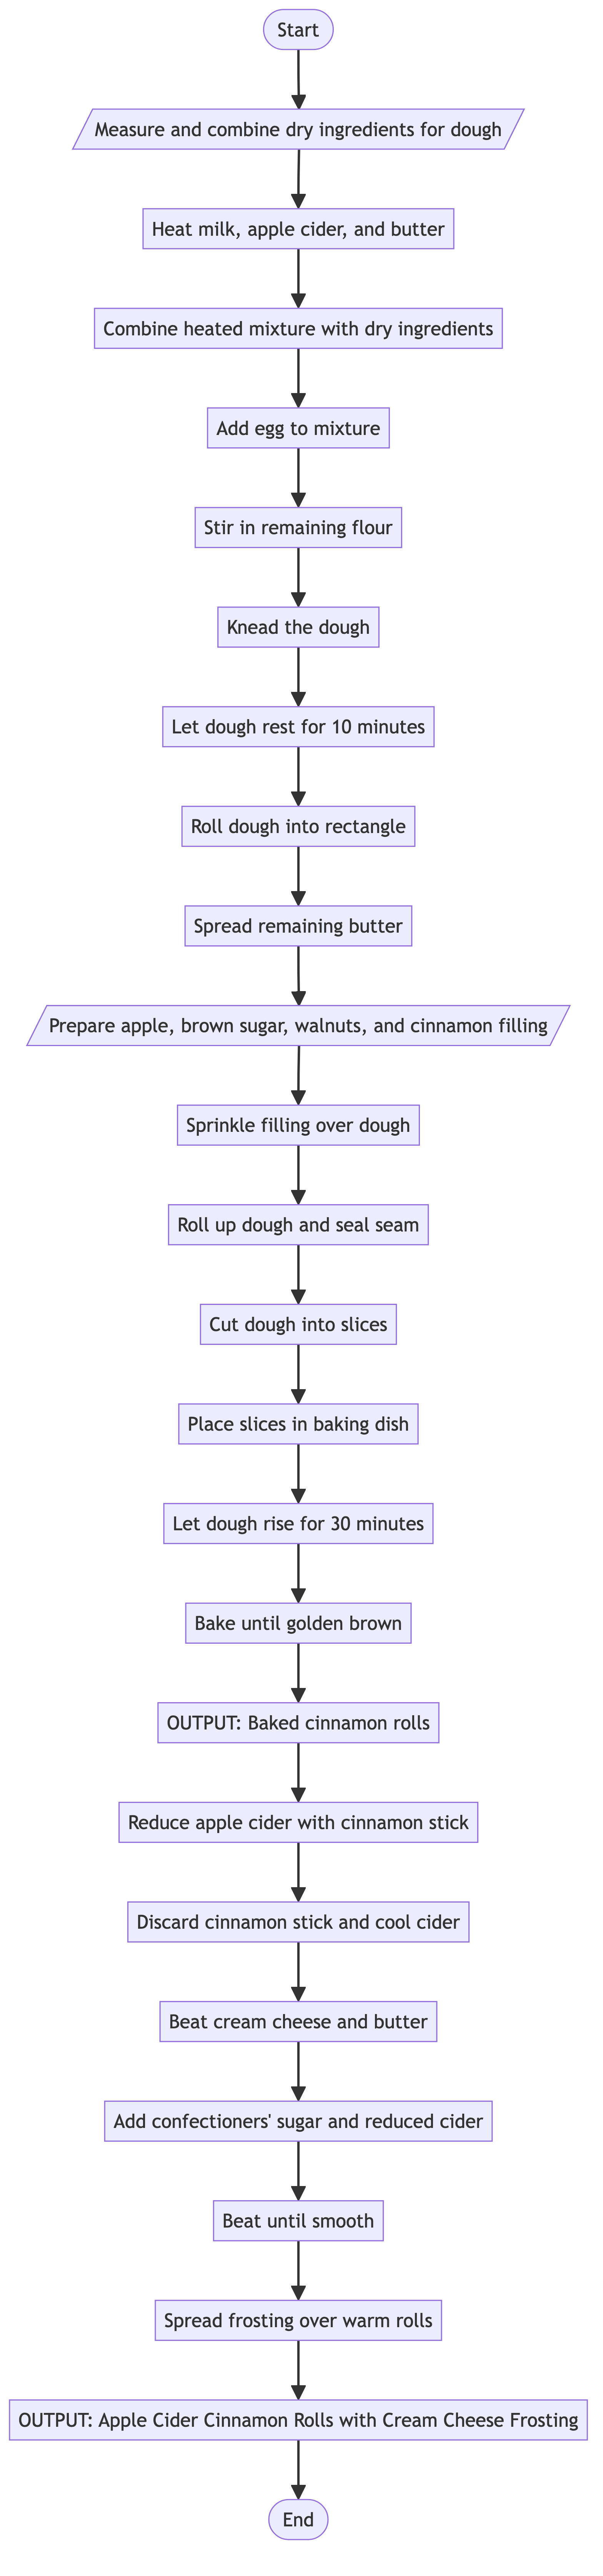 Start
Measure and combine dry ingredients for dough
Heat milk, apple cider, and butter
Combine heated mixture with dry ingredients
Add egg to mixture
Stir in remaining flour
Knead the dough
Let dough rest for 10 minutes
Roll dough into rectangle
Spread remaining butter
Prepare apple, brown sugar, walnuts, and cinnamon filling
Sprinkle filling over dough
Roll up dough and seal seam
Cut dough into slices
Place slices in baking dish
Let dough rise for 30 minutes
Bake until golden brown
OUTPUT: Baked cinnamon rolls
Reduce apple cider with cinnamon stick
Discard cinnamon stick and cool cider
Beat cream cheese and butter
Add confectioners' sugar and reduced cider
Beat until smooth
Spread frosting over warm rolls
OUTPUT: Apple Cider Cinnamon Rolls with Cream Cheese Frosting
End